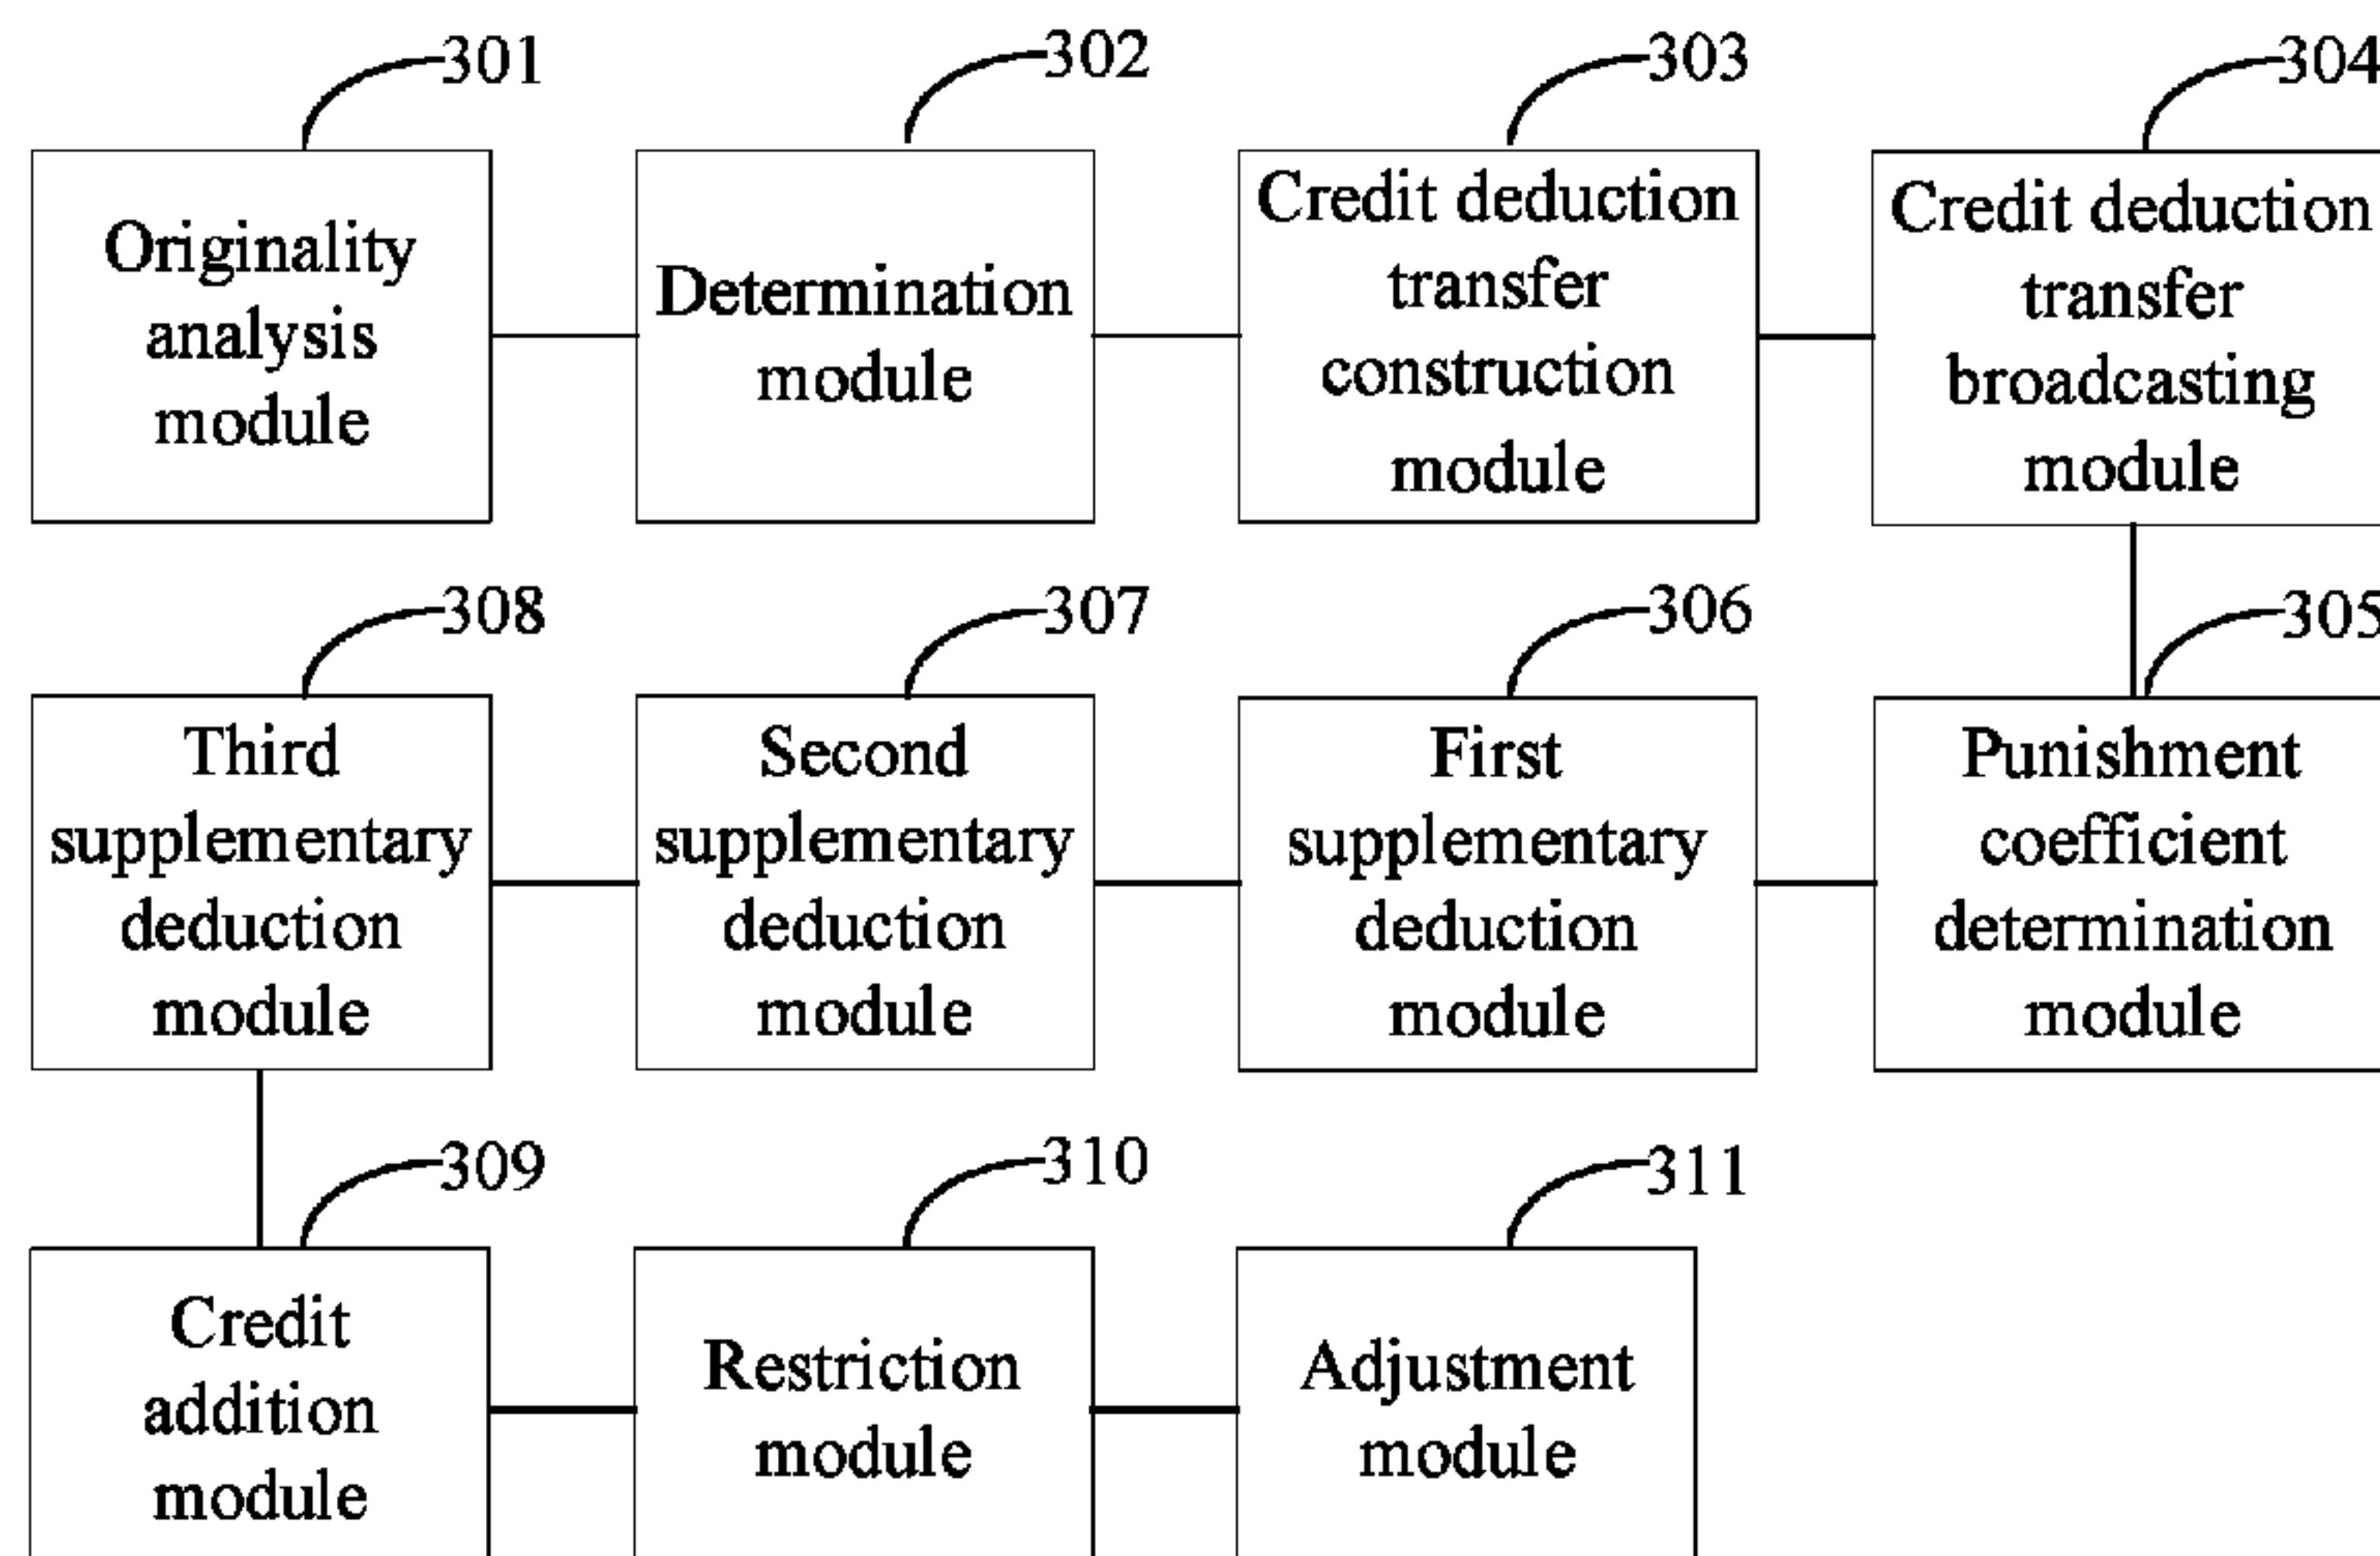 301
302
303
304
Originality
analysis
module
Determination
module
Credit deduction
transfer
construction
module
Credit deduction
transfer
broadcasting
module
308
307
306
305
Third
supplementary
deduction
module
Second
supplementary
deduction
module
First
supplementary
deduction
module
Punishment
coefficient
determination
module
309
310
311
Credit
addition
module
Restriction
module
Adjustment
module